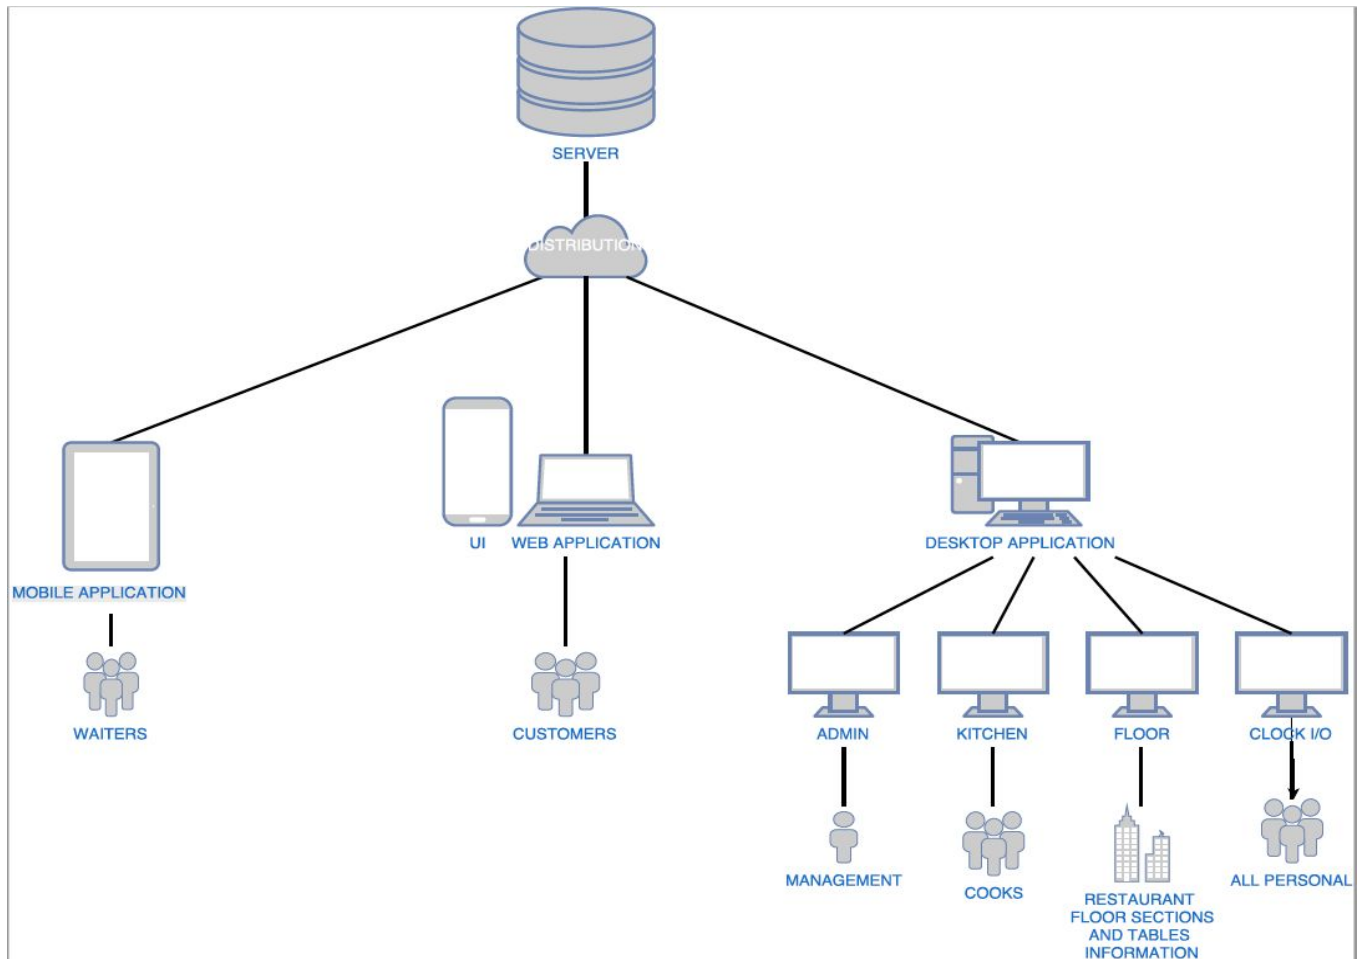 SERVER
DISTRIBUTION
UI
WEB APPLICATION
DESKTOP APPLICATION
MOBILE APPLICATION
WAITERS
CUSTOMERS
ADMIN
KITCHEN
FLOOR
CLOCK I/O
MANAGEMENT
COOKS
RESTAURANT
FLOOR SECTIONS
AND TABLES
INFORMATION
ALL PERSONAL